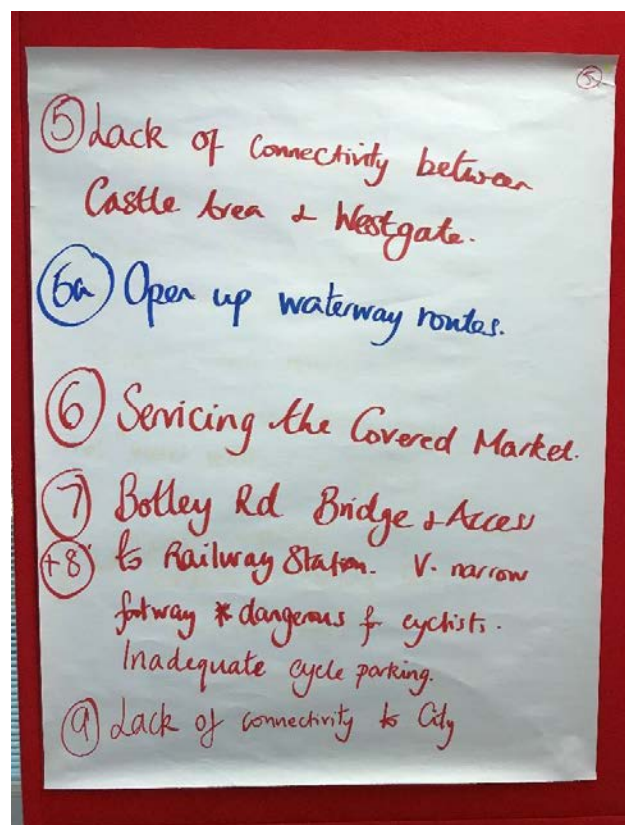 5
5 Lack of connectivity between
Castle Area & Westgate.
6a Open up waterway routes.
6 Servicing the Covered Market.
7 Botley Rd Bridge & Access
+8 to Railway Station. V. narrow
footway * dangerous for cyclists.
Inadequate cycle parking.
9 Lack of connectivity to City